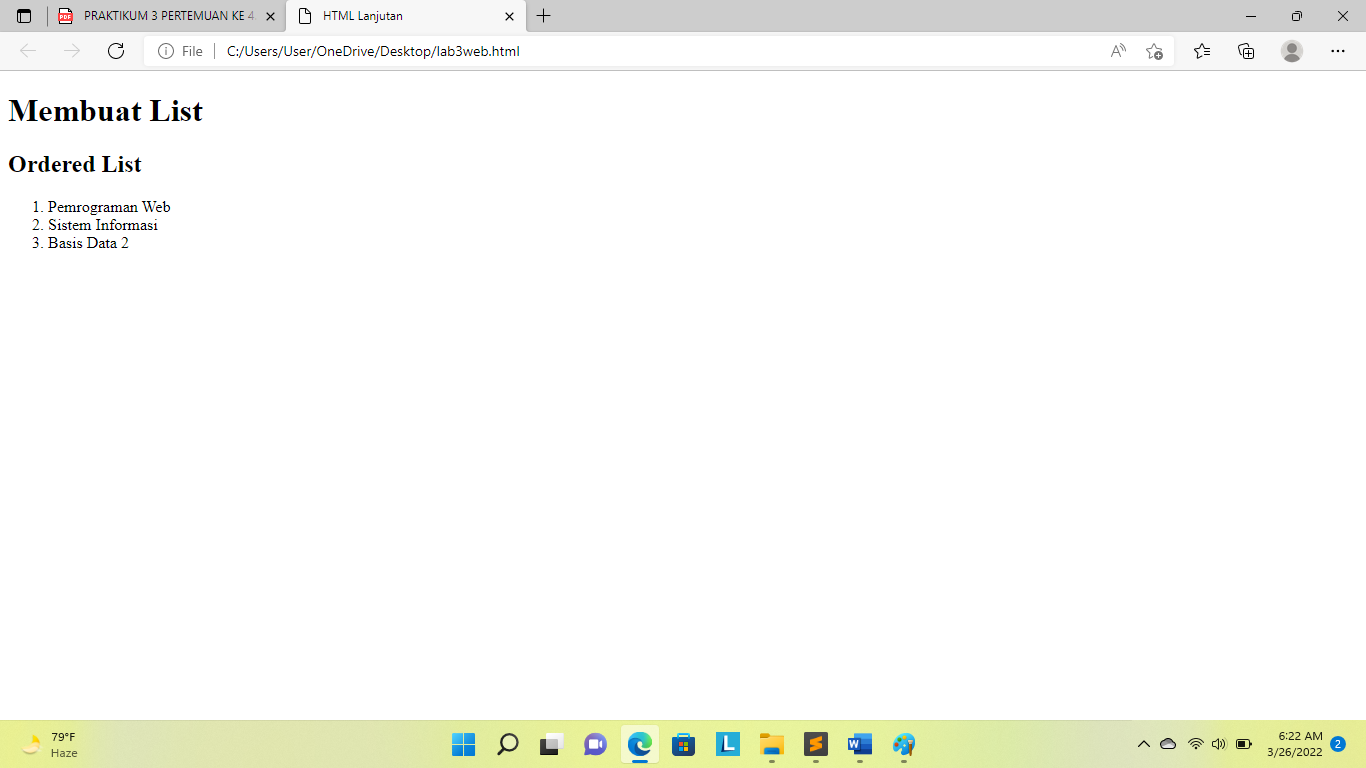 PRAKTIKUM 3 PERTEMUAN KE 4
HTML Lanjutan
File
C:/Users/User/OneDrive/Desktop/lab3web.html
Membuat List
Ordered List
1. Pemrograman Web
2. Sistem Informasi
3. Basis Data 2
79°F
Haze
6:22 AM
3/26/2022
2